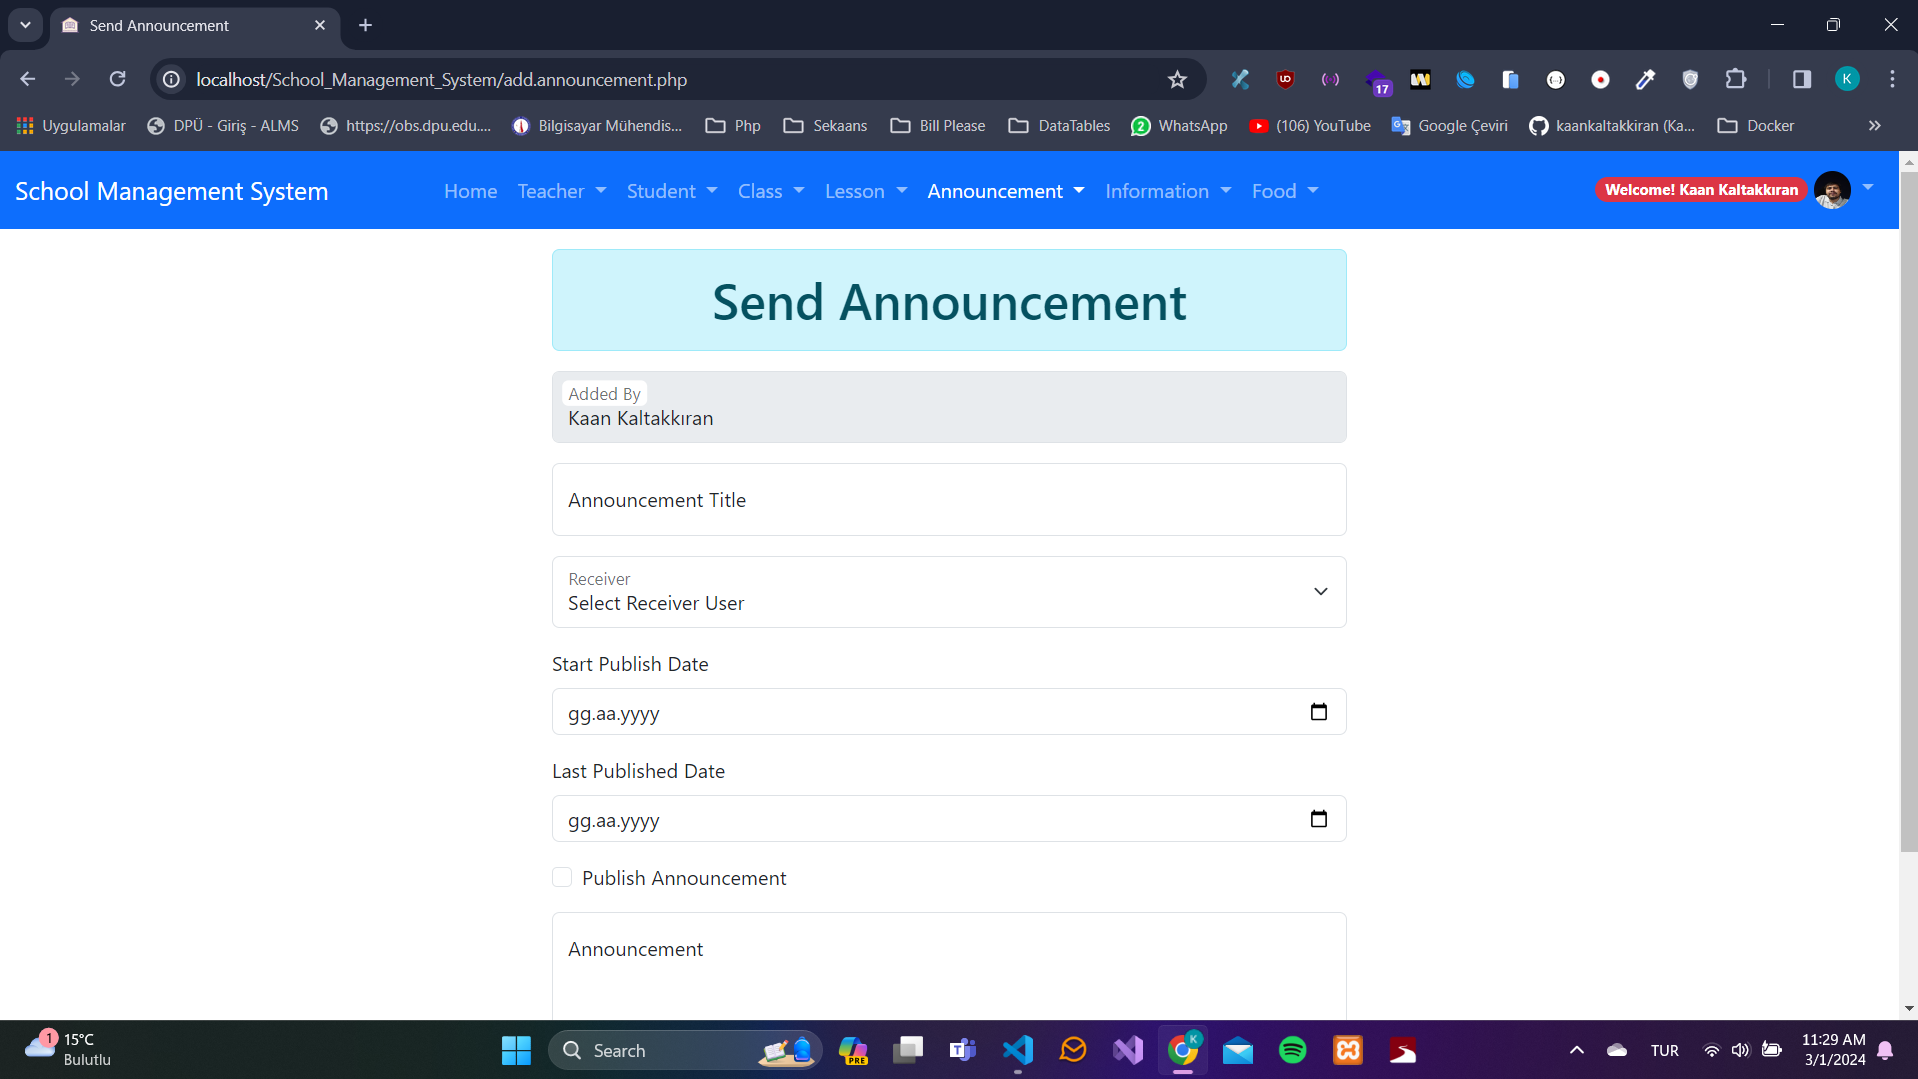 Send Announcement
localhost/School_Management_System/add.announcement.php
17
K
Uygulamalar
DPÜ - Giriş - ALMS
https://obs.dpu.edu....
Bilgisayar Mühendis...
Php
Sekaans
Bill Please
DataTables
2
WhatsApp
(106) YouTube
Google Çeviri
kaankaltakkiran (Ka...
Docker
School Management System
Home
Teacher
Student
Class
Lesson
Announcement
Information
Food
Welcome! Kaan Kaltakkıran
Send Announcement
Added By
Kaan Kaltakkıran
Announcement Title
Receiver
Select Receiver User
Start Publish Date
gg.aa.yyyy
Last Published Date
gg.aa.yyyy
Publish Announcement
Announcement
1
15°C
Bulutlu
Search
PRE
K
TUR
11:29 AM
3/1/2024